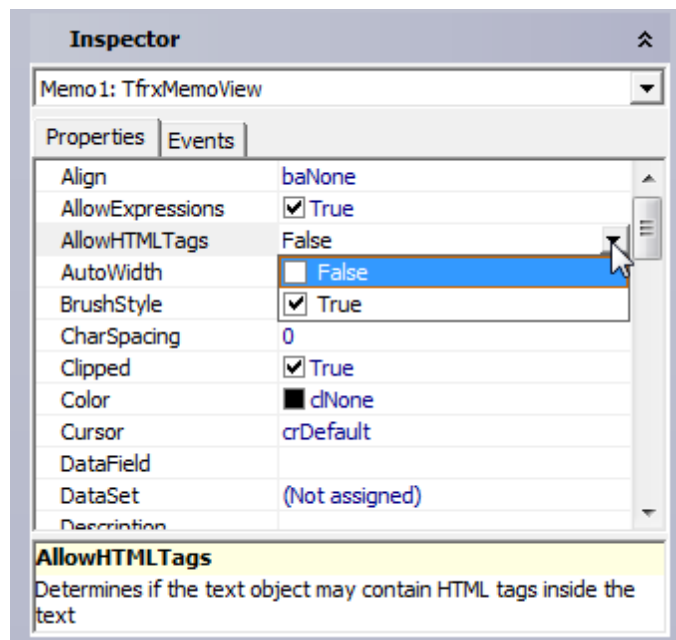 Inspector
Memo1: TfrxMemoView
Properties Events
Align baNone
AllowExpressions True
AllowHTMLTags False
AutoWidth False
BrushStyle True
CharSpacing 0
Clipped True
Color clNone
Cursor crDefault
DataField
DataSet (Not assigned)
Description
AllowHTMLTags
Determines if the text object may contain HTML tags inside the
text